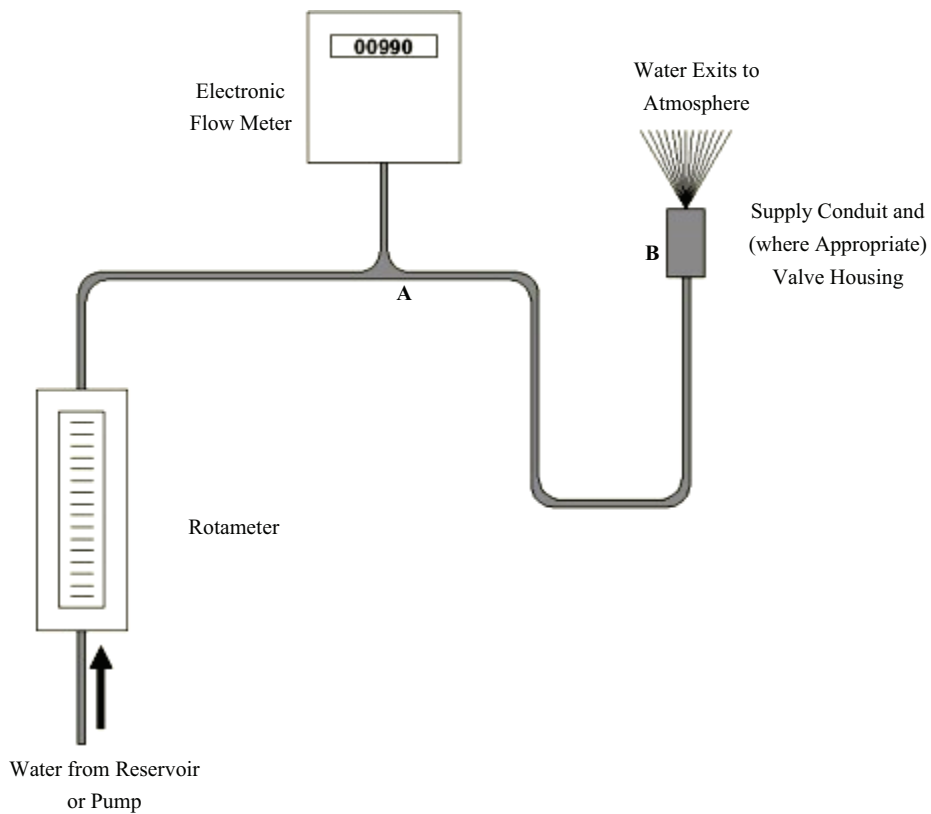 00990
Electronic
Flow Meter
Water Exits to
Atmosphere
Supply Conduit and
(where Appropriate)
Valve Housing
B
A
Rotameter
Water from Reservoir
or Pump